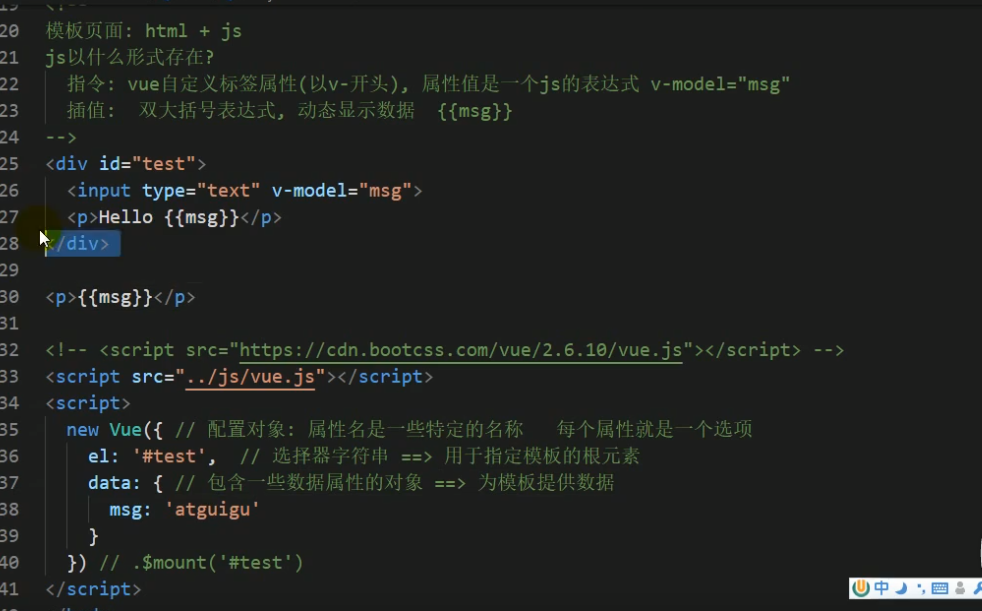 19 <!--
20 模板页面: html + js
21 js以什么形式存在?
22 指令: vue自定义标签属性(以v-开头), 属性值是一个js的表达式 v-model="msg"
23 插值: 双大括号表达式, 动态显示数据 {{msg}}
24 -->
25 <div id="test">
26 <input type="text" v-model="msg">
27 <p>Hello {{msg}}</p>
28 </div>
29
30 <p>{{msg}}</p>
31
32 <!-- <script src="https://cdn.bootcss.com/vue/2.6.10/vue.js"></script> -->
33 <script src="../js/vue.js"></script>
34 <script>
35 new Vue({ // 配置对象: 属性名是一些特定的名称 每个属性就是一个选项
36 el: '#test', // 选择器字符串 ==> 用于指定模板的根元素
37 data: { // 包含一些数据属性的对象 ==> 为模板提供数据
38 msg: 'atguigu'
39 }
40 }) // .$mount('#test')
41 </script>
中